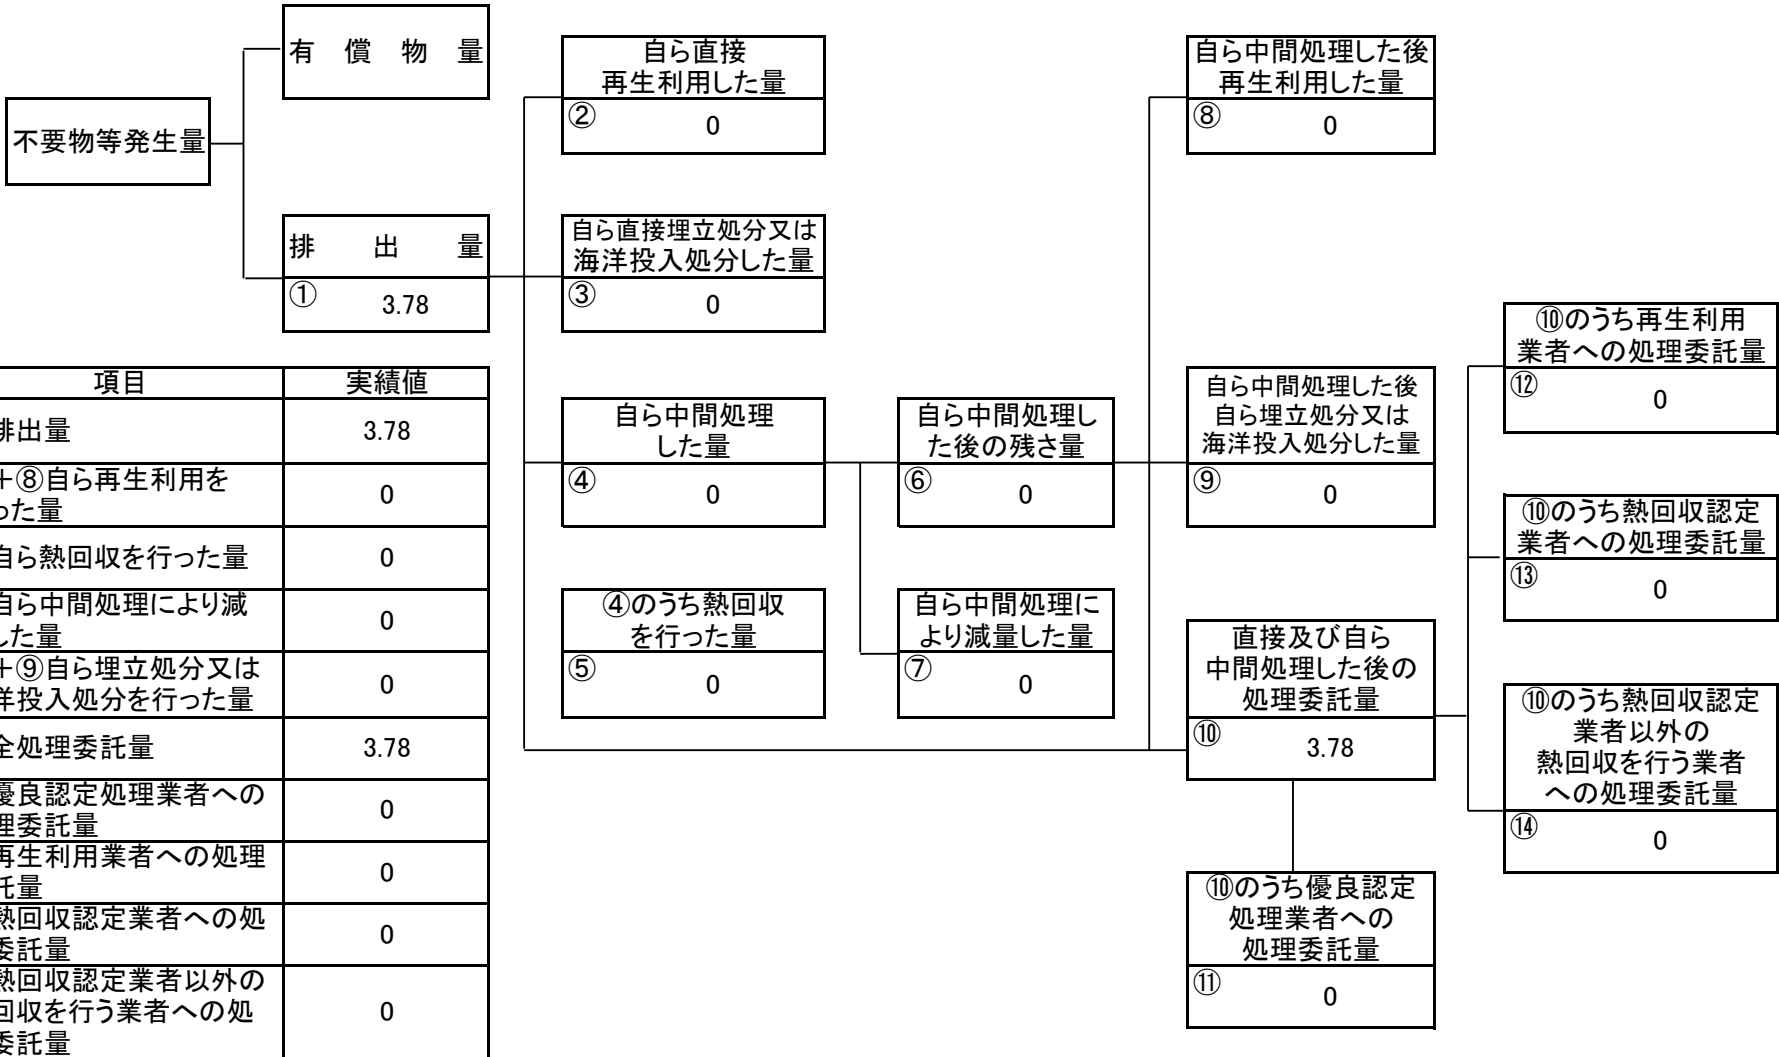 有償物量
不要物等発生量
排出量
① 3.78
自ら直接
再生利用した量
② 0
自ら直接埋立処分又は
海洋投入処分した量
③ 0
自ら中間処理
した量
④ 0
④のうち熱回収
を行った量
⑤ 0
自ら中間処理し
た後の残さ量
⑥ 0
自ら中間処理に
より減量した量
⑦ 0
自ら中間処理した後
再生利用した量
⑧ 0
自ら中間処理した後
自ら埋立処分又は
海洋投入処分した量
⑨ 0
直接及び自ら
中間処理した後の
処理委託量
⑩ 3.78
⑩のうち優良認定
処理業者への
処理委託量
⑪ 0
⑩のうち再生利用
業者への処理委託量
⑫ 0
⑩のうち熱回収認定
業者への処理委託量
⑬ 0
⑩のうち熱回収認定
業者以外の
熱回収を行う業者
への処理委託量
⑭ 0
項目 実績値
排出量 3.78
+⑧自ら再生利用を
った量 0
自ら熱回収を行った量 0
自ら中間処理により減
した量 0
+⑨自ら埋立処分又は
洋投入処分を行った量 0
全処理委託量 3.78
優良認定処理業者への
理委託量 0
再生利用業者への処理
託量 0
熱回収認定業者への処
委託量 0
熱回収認定業者以外の
回収を行う業者への処
委託量 0